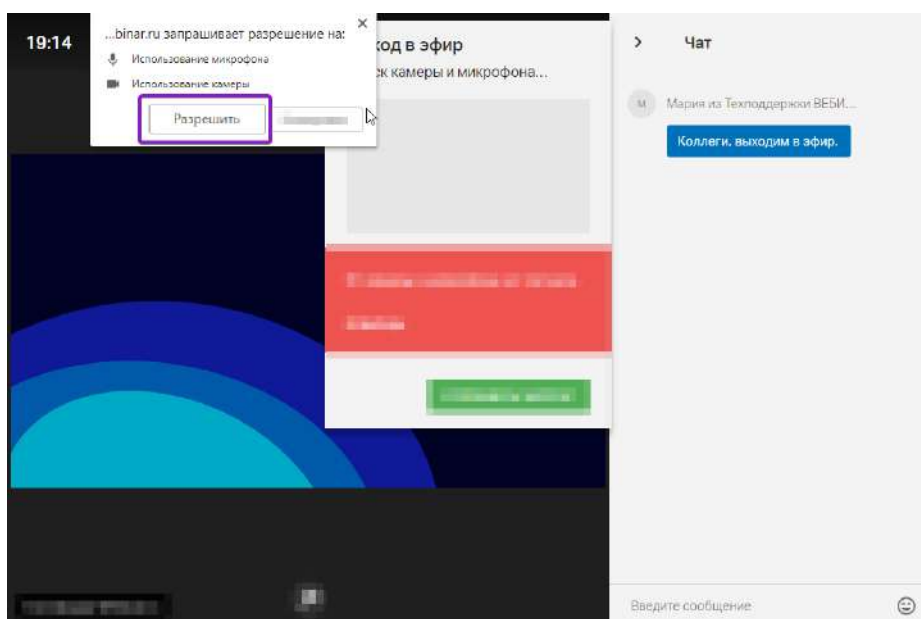 19:14
...binar.ru запрашивает разрешение на:
Использование микрофона
Использование камеры
Разрешить
ход в эфир
ск камеры и микрофона...
Чат
М
Мария из Техподдержки ВЕБИ...
Коллеги, выходим в эфир.
Введите сообщение